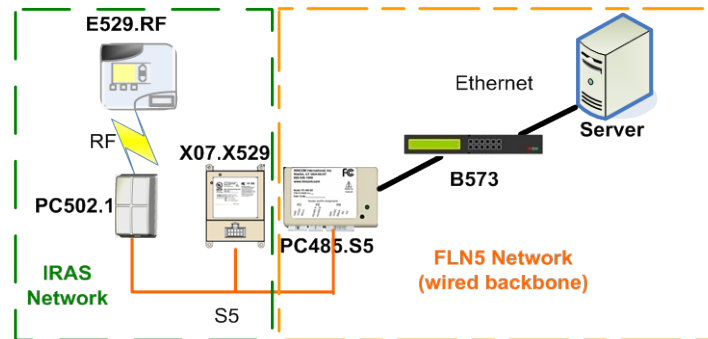 E529.RF
RF
PC502.1
X07.X529
IRAS
Network
S5
PC485.S5
FC
Ethernet
Server
B573
FLN5 Network
(wired backbone)